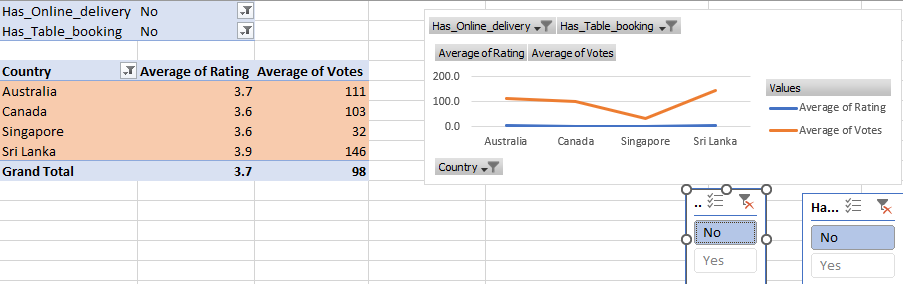 Has_Online_delivery No
Has_Table_booking No
Country Average of Rating Average of Votes
Australia 3.7 111
Canada 3.6 103
Singapore 3.6 32
Sri Lanka 3.9 146
Grand Total 3.7 98
Has_Online_delivery Has_Table_booking
Average of Rating Average of Votes
200.0
100.0
0.0
Australia Canada Singapore Sri Lanka
Values
Average of Rating
Average of Votes
Country
..
No
Yes
Ha...
No
Yes